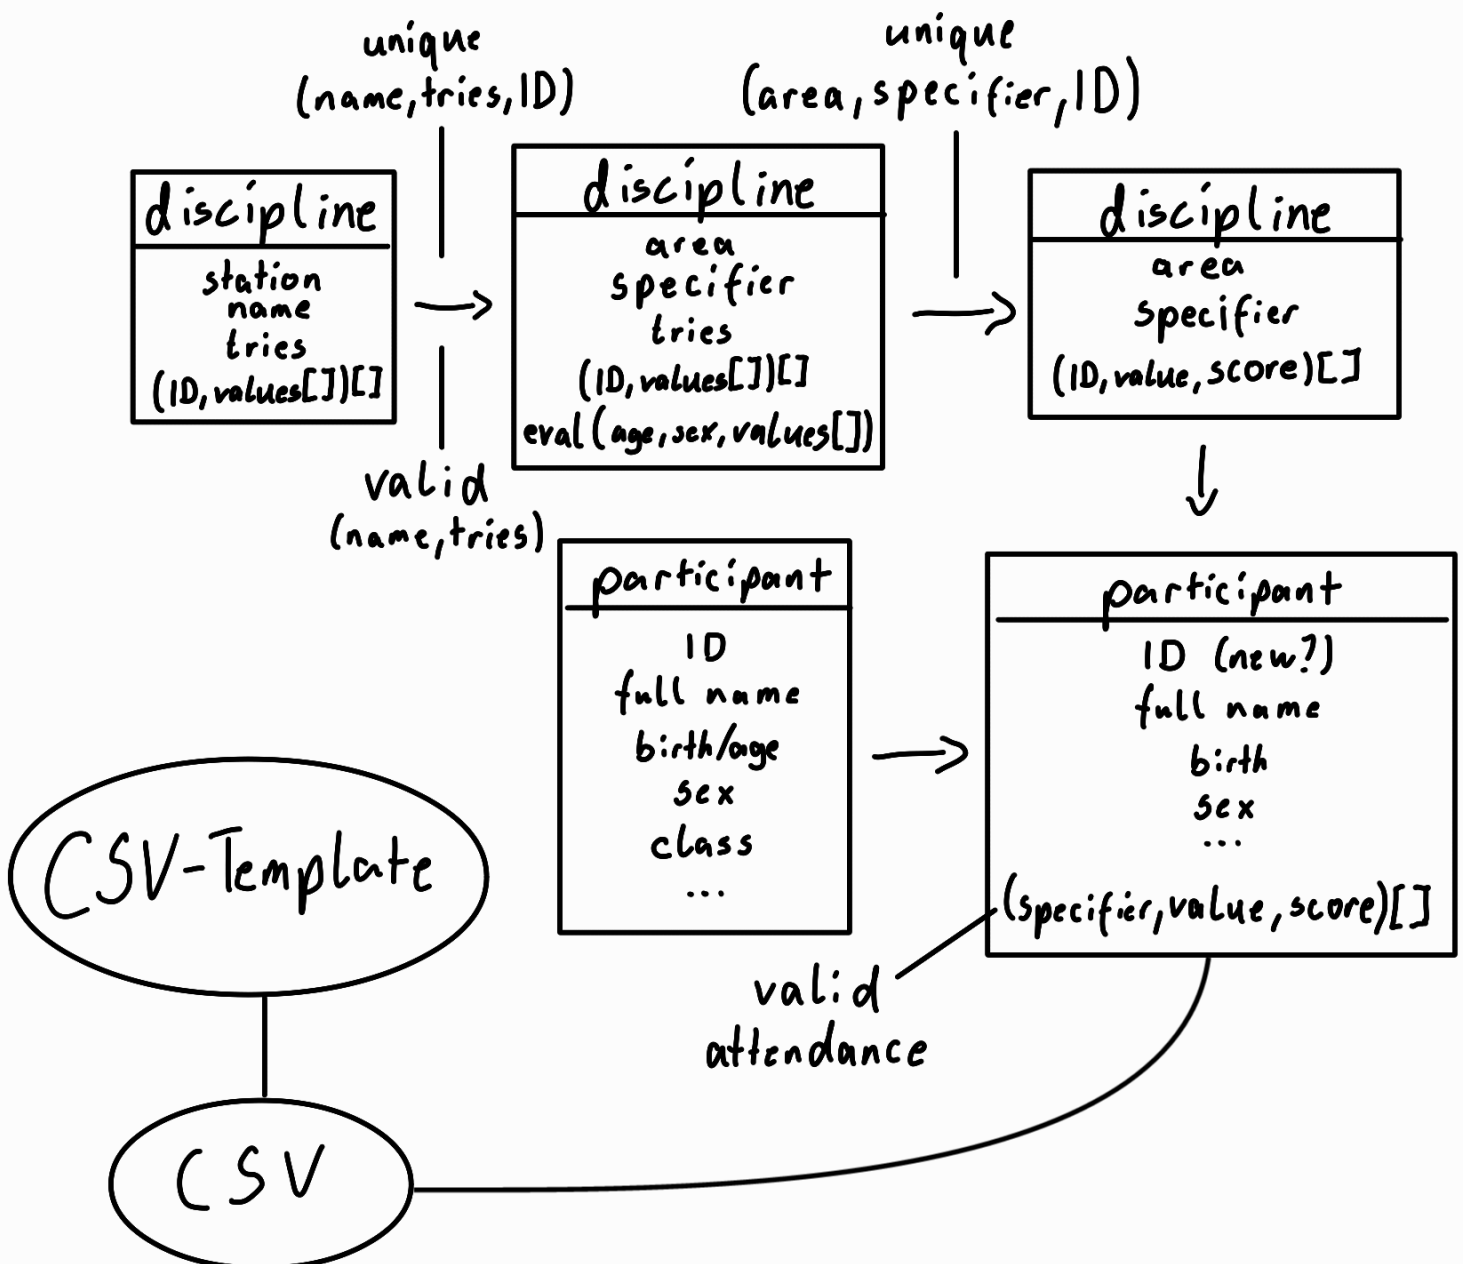 unique
(name,tries,ID)
unique
(area,specifier,ID)
discipline
station
name
tries
(ID,values[])[]
valid
(name,tries)
discipline
area
specifier
tries
(ID,values[])[]
eval(age,sex,values[])
discipline
area
specifier
(ID,value,score)[]
participant
ID
full name
birth/age
sex
class
...
participant
ID (new?)
full name
birth
sex
...
(specifier,value,score)[]
valid
attendance
CSV-Template
CSV